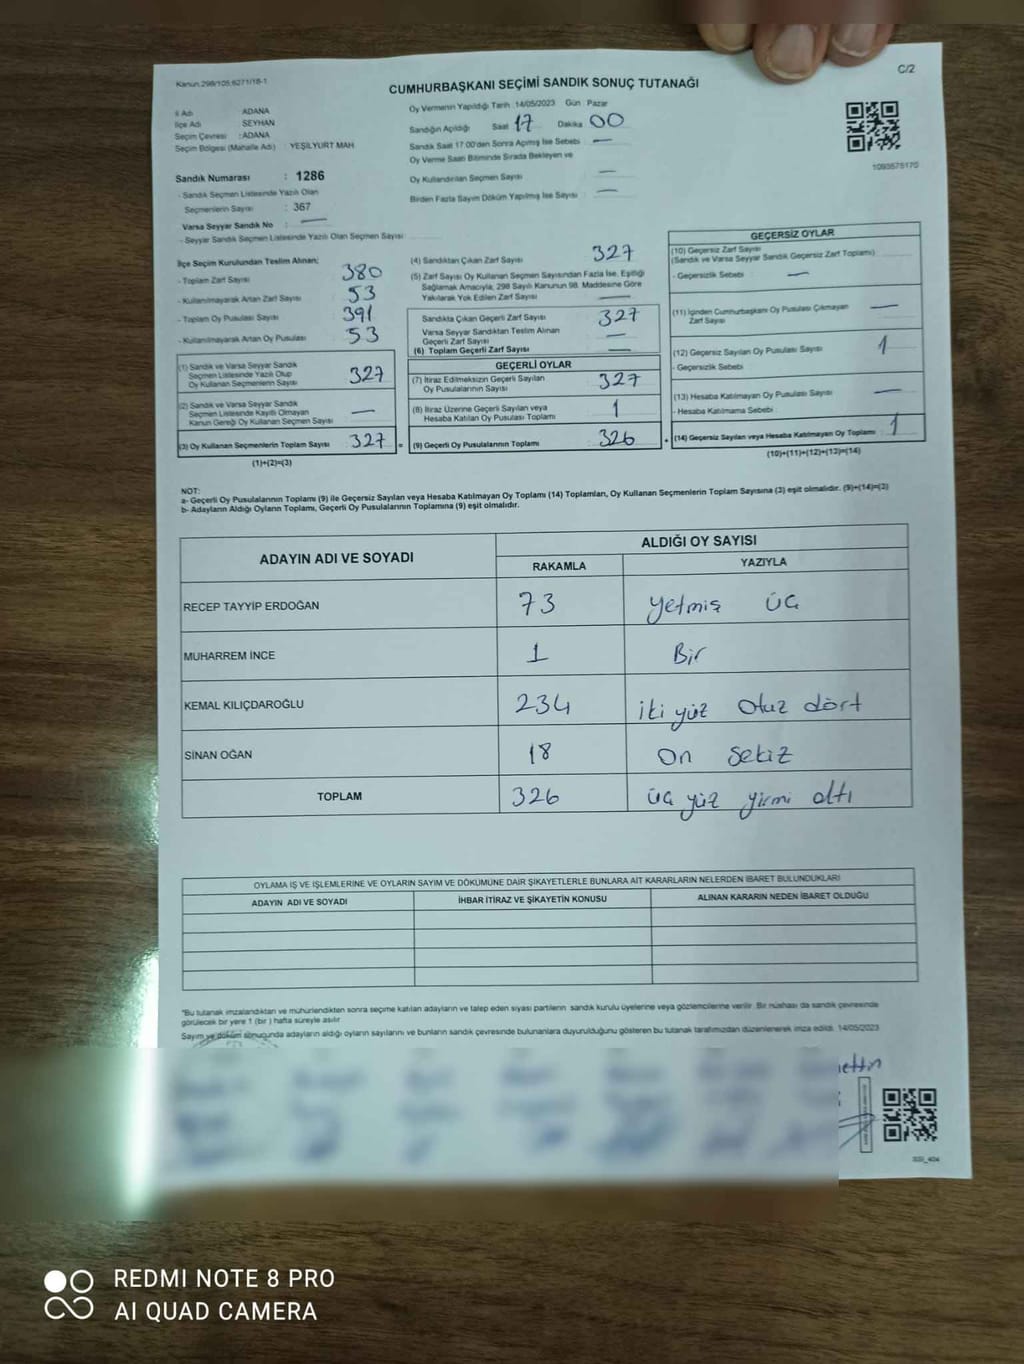 Kanun 298/105,6271/18-1
C/2
CUMHURBAŞKANI SEÇİMİ SANDIK SONUÇ TUTANAĞI
İl Adı ADANA
İlçe Adı SEYHAN
Seçim Çevresi : ADANA
Seçim Bölgesi (Mahalle Adı) : YEŞİLYURT MAH
Sandık Numarası : 1286
- Sandık Seçmen Listesinde Yazılı Olan
Seçmenlerin Sayısı : 367
Varsa Seyyar Sandık No : —
- Seyyar Sandık Seçmen Listesinde Yazılı Olan Seçmen Sayısı
Oy Vermenin Yapıldığı Tarih :14/05/2023 Gün Pazar
Sandığın Açıldığı Saat 17 Dakika 00
Sandık Saat 17:00'den Sonra Açılmış İse Sebebi : —
Oy Verme Saati Bitiminde Sırada Bekleyen ve
Oy Kullandırılan Seçmen Sayısı —
Birden Fazla Sayım Döküm Yapılmış İse Sayısı : —
1093575170
İlçe Seçim Kurulundan Teslim Alınan;
- Toplam Zarf Sayısı 380
- Kullanılmayarak Artan Zarf Sayısı 53
- Toplam Oy Pusulası Sayısı 391
- Kullanılmayarak Artan Oy Pusulası 53
(1) Sandık ve Varsa Seyyar Sandık
Seçmen Listesinde Yazılı Olup
Oy Kullanan Seçmenlerin Sayısı 327
(2) Sandık ve Varsa Seyyar Sandık
Seçmen Listesinde Kayıtlı Olmayan
Kanun Gereği Oy Kullanan Seçmen Sayısı —
(3) Oy Kullanan Seçmenlerin Toplam Sayısı 327 =
(1)+(2)=(3)
(4) Sandıktan Çıkan Zarf Sayısı 327
(5) Zarf Sayısı Oy Kullanan Seçmen Sayısından Fazla İse, Eşitliği
Sağlamak Amacıyla, 298 Sayılı Kanunun 98. Maddesine Göre
Yakılarak Yok Edilen Zarf Sayısı —
Sandıkta Çıkan Geçerli Zarf Sayısı 327
Varsa Seyyar Sandıktan Teslim Alınan
Geçerli Zarf Sayısı —
(6) Toplam Geçerli Zarf Sayısı —
GEÇERLİ OYLAR
(7) İtiraz Edilmeksizin Geçerli Sayılan
Oy Pusulalarının Sayısı 327
(8) İtiraz Üzerine Geçerli Sayılan veya
Hesaba Katılan Oy Pusulası Toplamı 1
(9) Geçerli Oy Pusulalarının Toplamı 326 +
GEÇERSİZ OYLAR
(10) Geçersiz Zarf Sayısı
(Sandık ve Varsa Seyyar Sandık Geçersiz Zarf Toplamı)
- Geçersizlik Sebebi —
(11) İçinden Cumhurbaşkanı Oy Pusulası Çıkmayan
Zarf Sayısı —
(12) Geçersiz Sayılan Oy Pusulası Sayısı 1
- Geçersizlik Sebebi
(13) Hesaba Katılmayan Oy Pusulası Sayısı —
- Hesaba Katılmama Sebebi
(14) Geçersiz Sayılan veya Hesaba Katılmayan Oy Toplamı 1
(10)+(11)+(12)+(13)=(14)
NOT:
a- Geçerli Oy Pusulalarının Toplamı (9) ile Geçersiz Sayılan veya Hesaba Katılmayan Oy Toplamı (14) Toplamları, Oy Kullanan Seçmenlerin Toplam Sayısına (3) eşit olmalıdır. (9)+(14)=(3)
b- Adayların Aldığı Oyların Toplamı, Geçerli Oy Pusulalarının Toplamına (9) eşit olmalıdır.
ADAYIN ADI VE SOYADI ALDIĞI OY SAYISI
RAKAMLA YAZIYLA
RECEP TAYYİP ERDOĞAN 73 yetmiş üç
MUHARREM İNCE 1 Bir
KEMAL KILIÇDAROĞLU 234 iki yüz otuz dört
SİNAN OĞAN 18 On Sekiz
TOPLAM 326 üç yüz yirmi altı
OYLAMA İŞ VE İŞLEMLERİNE VE OYLARIN SAYIM VE DÖKÜMÜNE DAİR ŞİKAYETLERLE BUNLARA AİT KARARLARIN NELERDEN İBARET BULUNDUKLARI
ADAYIN ADI VE SOYADI İHBAR İTİRAZ VE ŞİKAYETİN KONUSU ALINAN KARARIN NEDEN İBARET OLDUĞU
"Bu tutanak imzalandıktan ve mühürlendikten sonra seçime katılan adayların ve talep eden siyasi partilerin sandık kurulu üyelerine veya gözlemcilerine verilir. Bir nüshası da sandık çevresinde
görülecek bir yere 1 (bir) hafta süreyle asılır.
Sayım ve döküm sonucunda adayların aldığı oyların sayılarını ve bunların sandık çevresinde bulunanlara duyurulduğunu gösteren bu tutanak tarafımızdan düzenlenerek imza edildi. 14/05/2023
REDMI NOTE 8 PRO
AI QUAD CAMERA